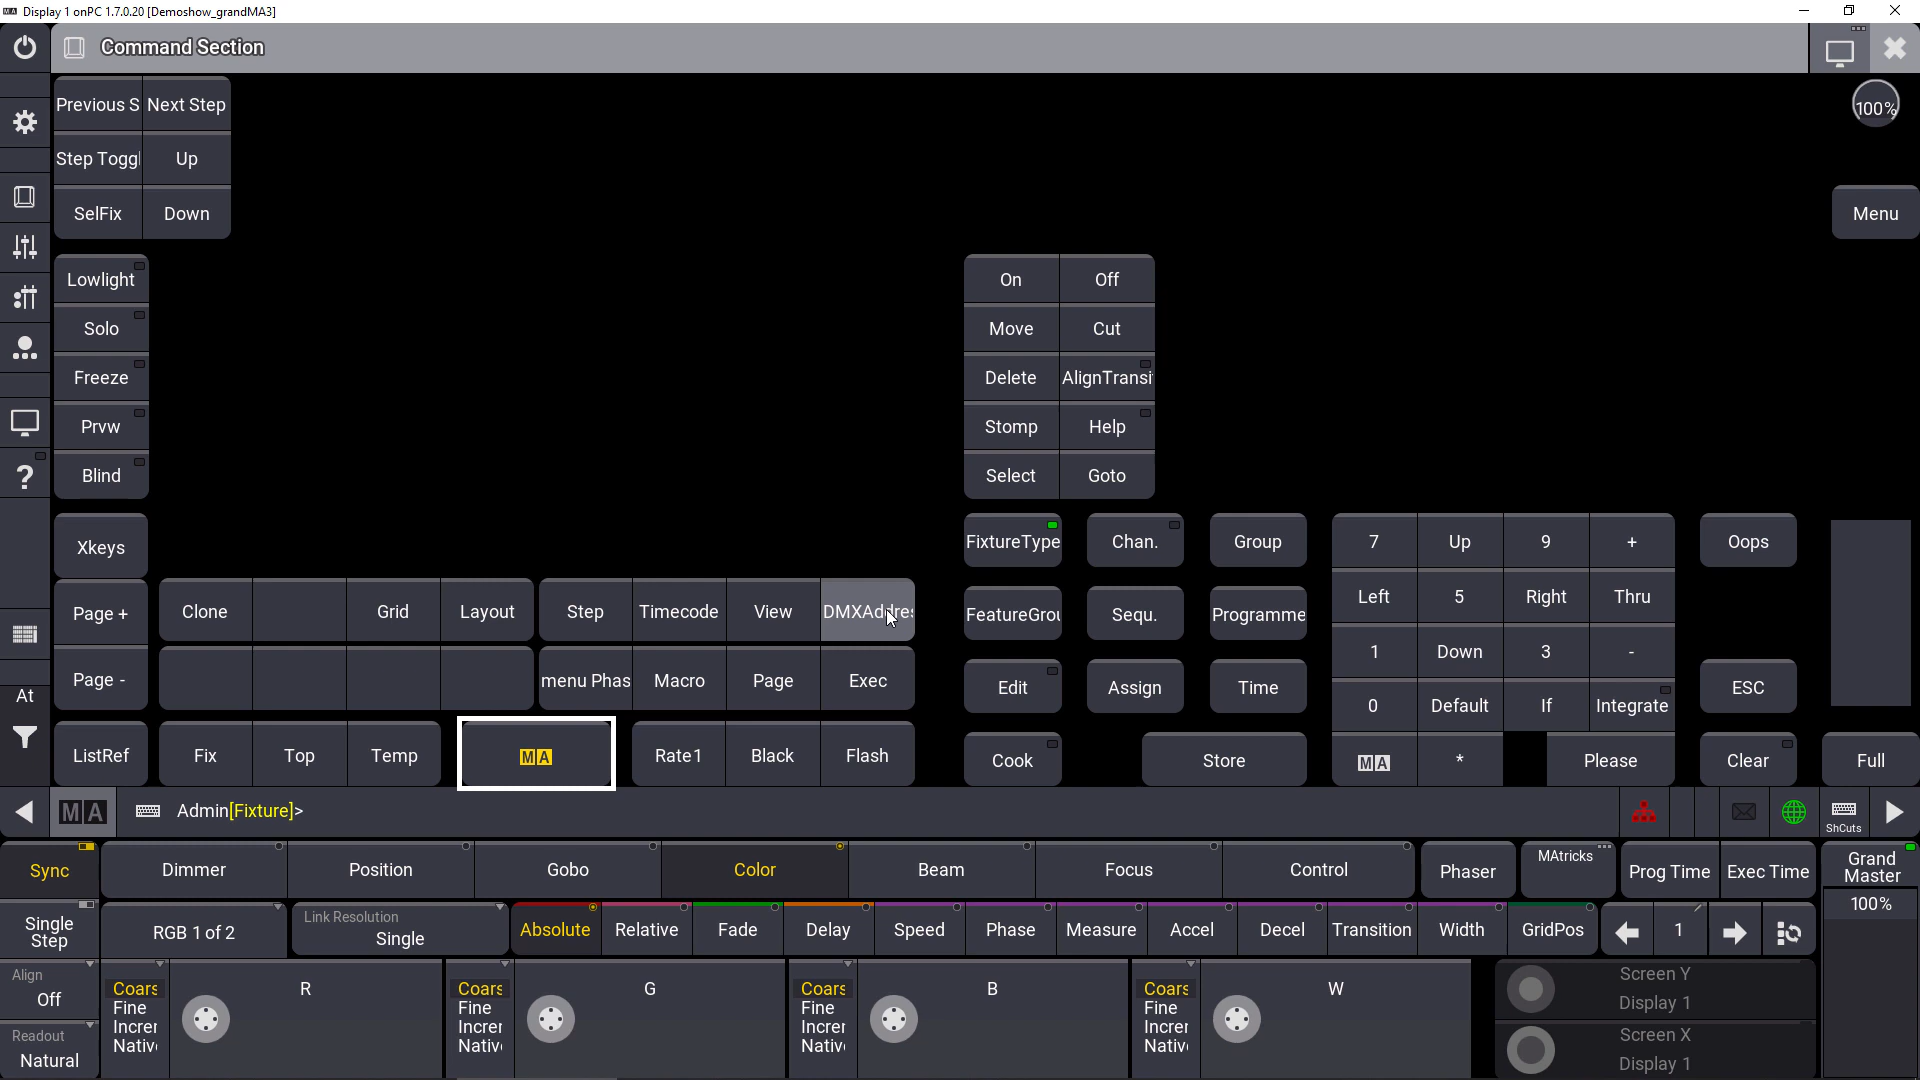 Display 1 onPC 1.7.0.20 [Demoshow_grandMA3]
Command Section
Previous S Next Step
100%
Step Toggl Up
SelFix Down
Menu
Lowlight
On Off
Solo
Move Cut
Freeze
Delete AlignTransi
Prvw
Stomp Help
Blind
Select Goto
Xkeys
FixtureType Chan. Group 7 Up 9 + Oops
Left 5 Right Thru
Page + Clone Grid Layout Step Timecode View DMXAddres
FeatureGrou Sequ. Programme
1 Down 3 -
Page - menu Phas Macro Page Exec
Edit Assign Time ESC
At
0 Default If Integrate
ListRef Fix Top Temp MA Rate1 Black Flash
Cook Store MA * Please Clear Full
MA Admin[Fixture]>
ShCuts
Sync Dimmer Position Gobo Color Beam Focus Control Phaser MAtricks Prog Time Exec Time Grand
Master
100%
Single
Step
RGB 1 of 2
Link Resolution
Single
Absolute Relative Fade Delay Speed Phase Measure Accel Decel Transition Width GridPos 1
Align
Off
Coars
Fine
Increr
Nativ
R
Coars
Fine
Increr
Nativ
G
Coars
Fine
Increr
Nativ
B
Coars
Fine
Increr
Nativ
W
Screen Y
Display 1
Readout
Natural
Screen X
Display 1